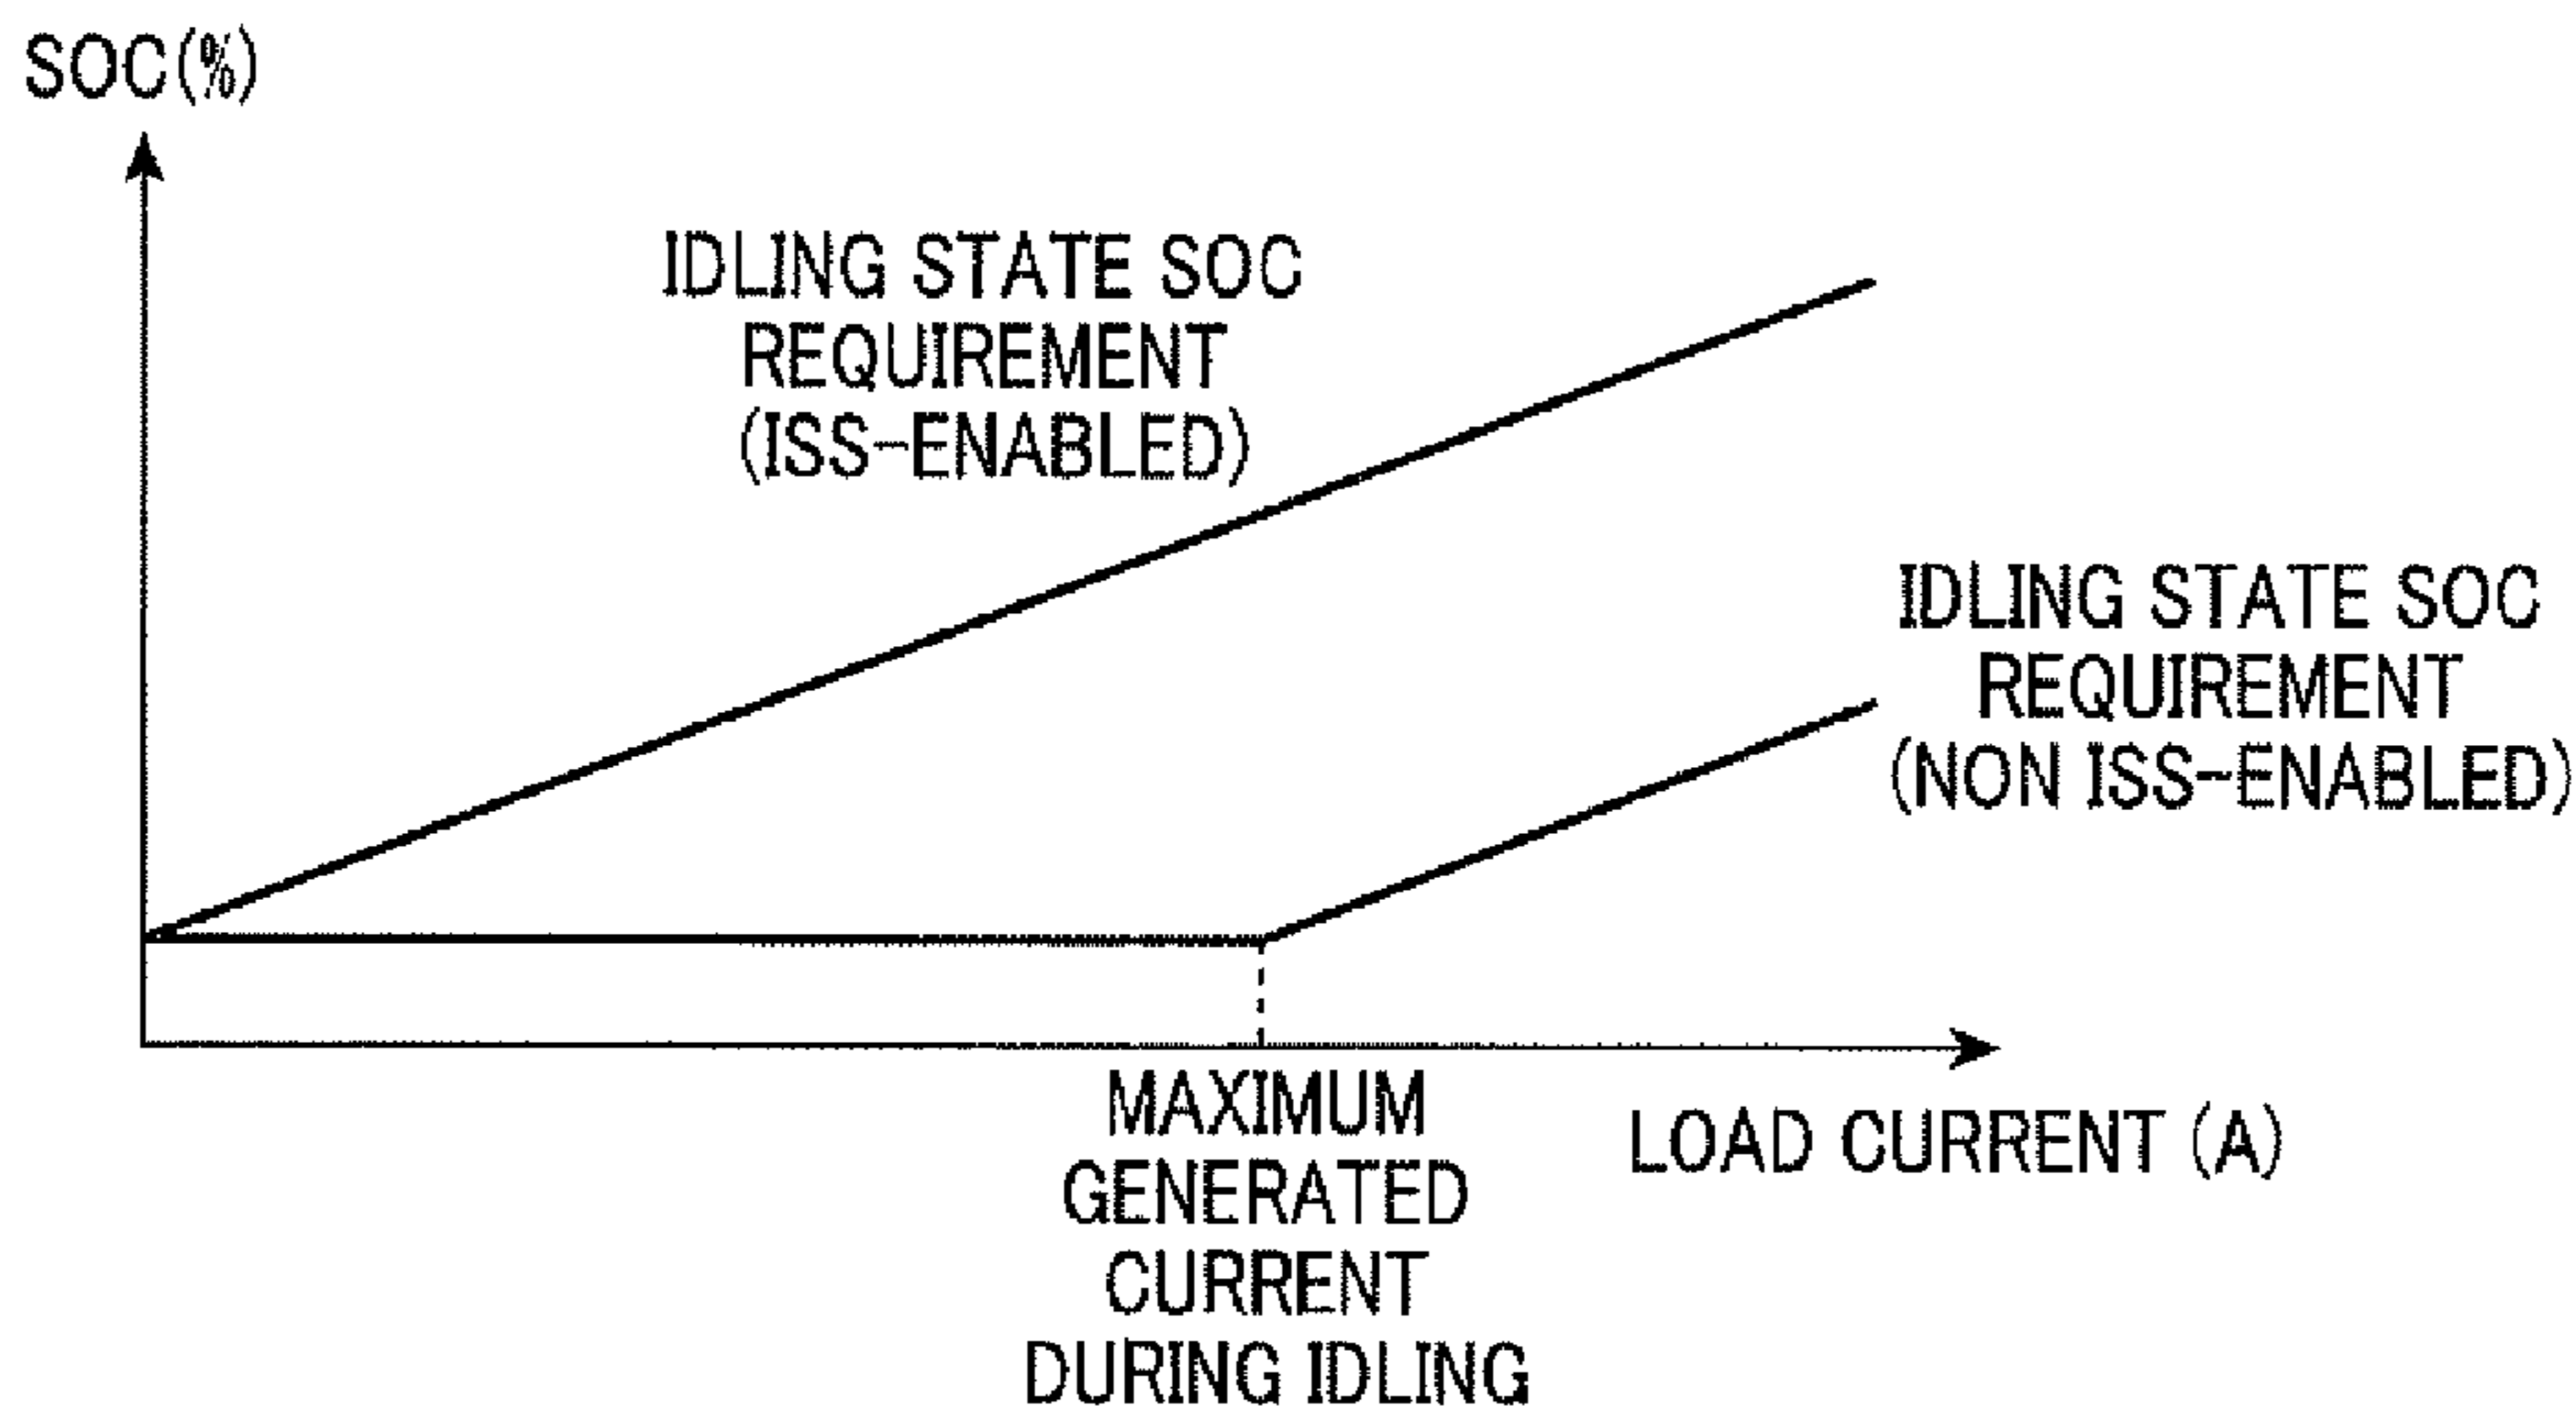 SOC(%)
IDLING STATE SOC
REQUIREMENT
(ISS-ENABLED)
IDLING STATE SOC
REQUIREMENT
(NON ISS-ENABLED)
MAXIMUM
GENERATED
CURRENT
DURING IDLING
LOAD CURRENT (A)